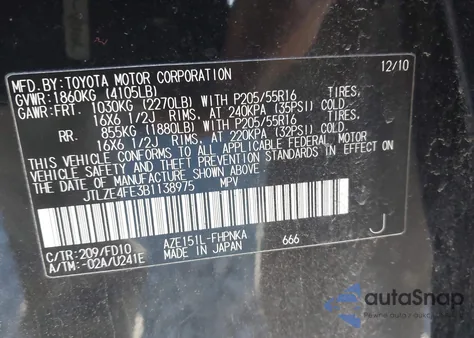 MFD.BY:TOYOTA MOTOR CORPORATION 12/10
GVWR:1860KG (4105LB)
GAWR:FRT. 1030KG (2270LB) WITH P205/55R16 TIRES,
16X6 1/2J RIMS, AT 240KPA (35PSI) COLD.
RR. 855KG (1880LB) WITH P205/55R16 TIRES,
16X6 1/2J RIMS, AT 220KPA (32PSI) COLD.
THIS VEHICLE CONFORMS TO ALL APPLICABLE FEDERAL MOTOR
VEHICLE SAFETY, BUMPER, AND THEFT PREVENTION STANDARDS IN EFFECT ON
THE DATE OF MANUFACTURE SHOWN ABOVE.
JTLZE4FE3B1138975 MPV
C/TR:209/FD10 AZE151L-FHPNKA J
A/TM:-02A/U241E MADE IN JAPAN 666
autoSnap
Pewne auto z aukcji